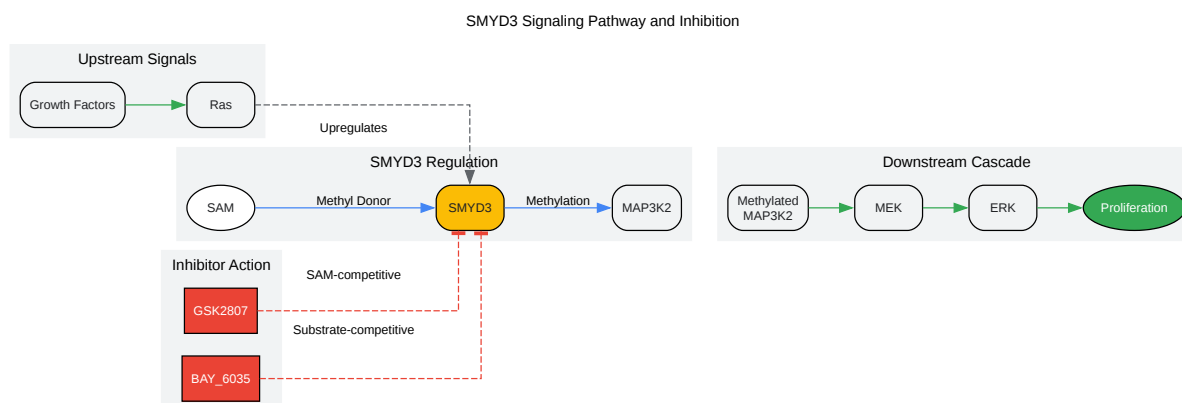 SMYD3 Signaling Pathway and Inhibition
Upstream Signals
Growth Factors
Ras
Upregulates
SMYD3 Regulation
SAM
Methyl Donor
SMYD3
Methylation
MAP3K2
Downstream Cascade
Methylated
MAP3K2
MEK
ERK
Proliferation
Inhibitor Action
SAM-competitive
GSK2807
Substrate-competitive
BAY_6035